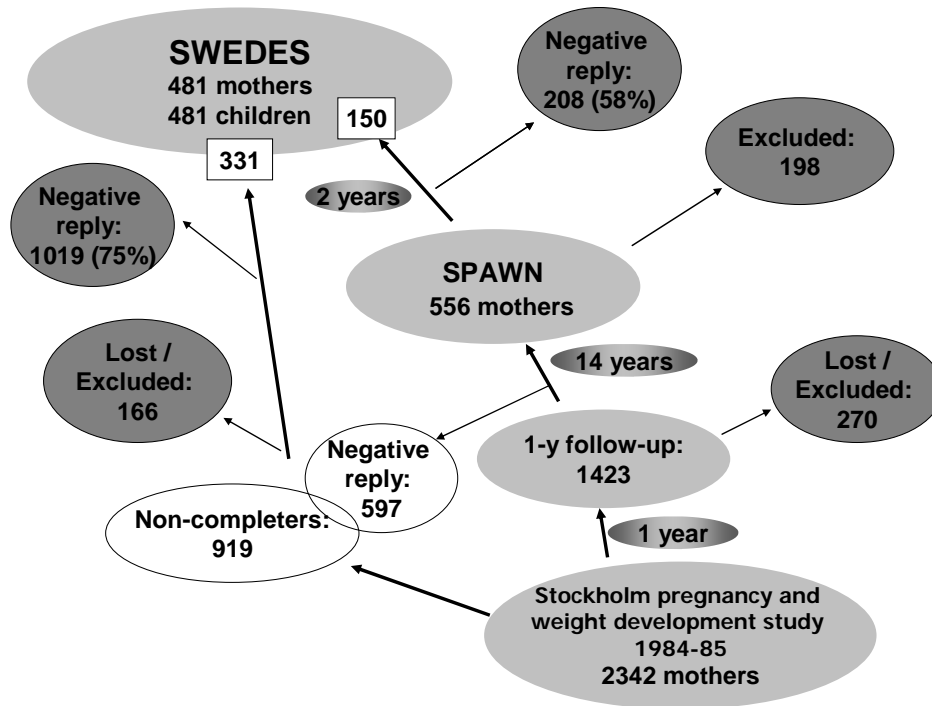 SWEDES
481 mothers
481 children
150
331
Negative
reply:
208 (58%)
Excluded:
198
2 years
Negative
reply:
1019 (75%)
SPAWN
556 mothers
14 years
Lost /
Excluded:
166
Lost /
Excluded:
270
Negative
reply:
597
1-y follow-up:
1423
Non-completers:
919
1 year
Stockholm pregnancy and
weight development study
1984-85
2342 mothers